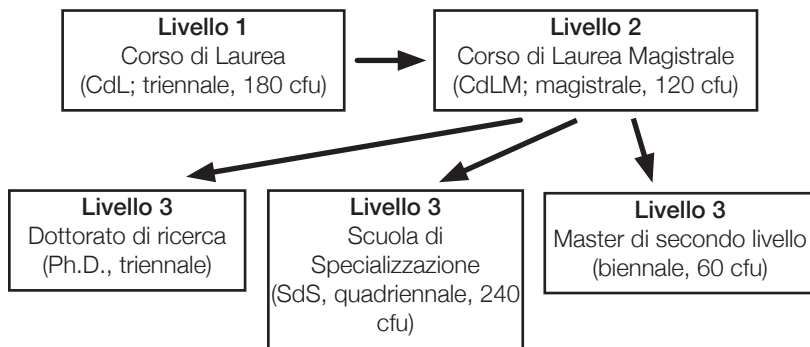 Livello 1
Corso di Laurea
(CdL; triennale, 180 cfu)
Livello 2
Corso di Laurea Magistrale
(CdLM; magistrale, 120 cfu)
Livello 3
Dottorato di ricerca
(Ph.D., triennale)
Livello 3
Scuola di
Specializzazione
(SdS, quadriennale, 240
cfu)
Livello 3
Master di secondo livello
(biennale, 60 cfu)